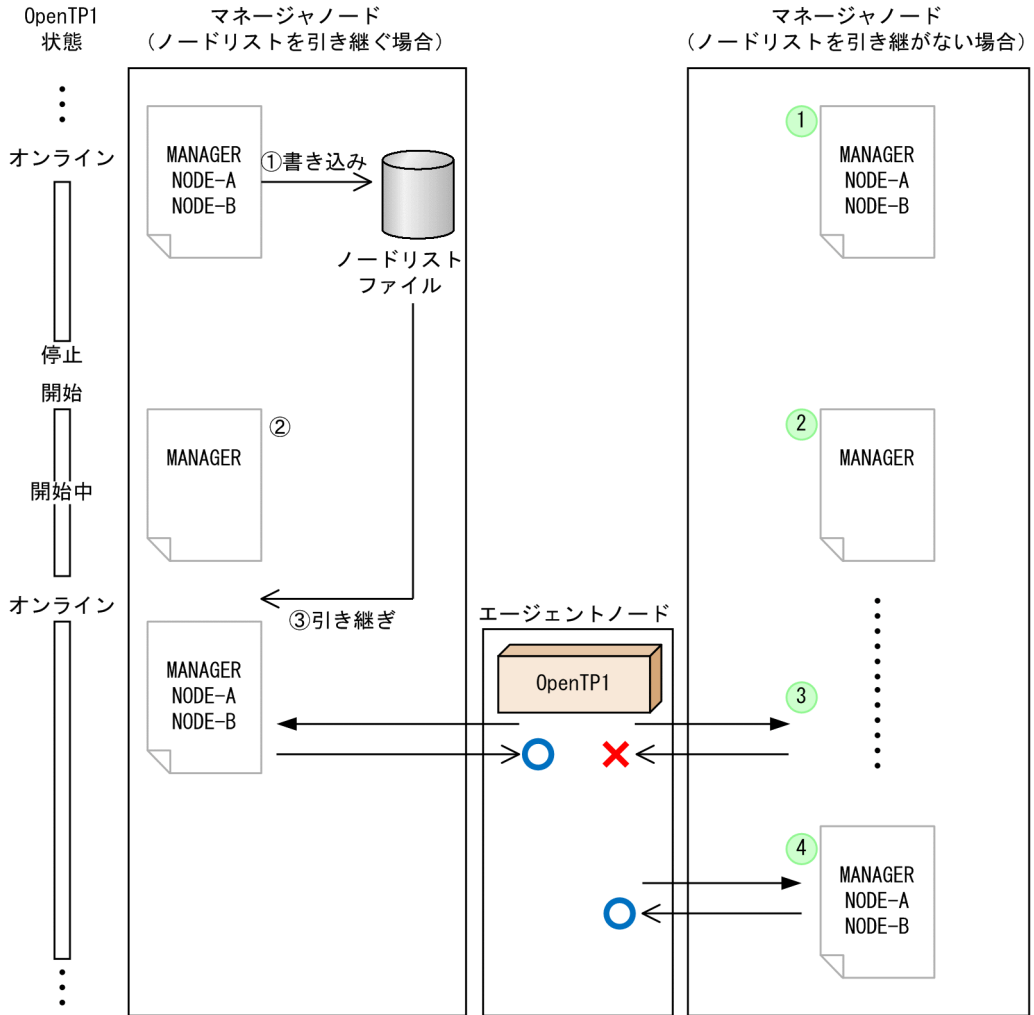 OpenTP1
状態
マネージャノード
（ノードリストを引き継ぐ場合）
マネージャノード
（ノードリストを引き継がない場合）
オンライン
MANAGER
NODE-A
NODE-B
①書き込み
ノードリスト
ファイル
1
MANAGER
NODE-A
NODE-B
停止
開始
MANAGER
②
2
MANAGER
開始中
オンライン
③引き継ぎ
エージェントノード
MANAGER
NODE-A
NODE-B
OpenTP1
3
4
MANAGER
NODE-A
NODE-B